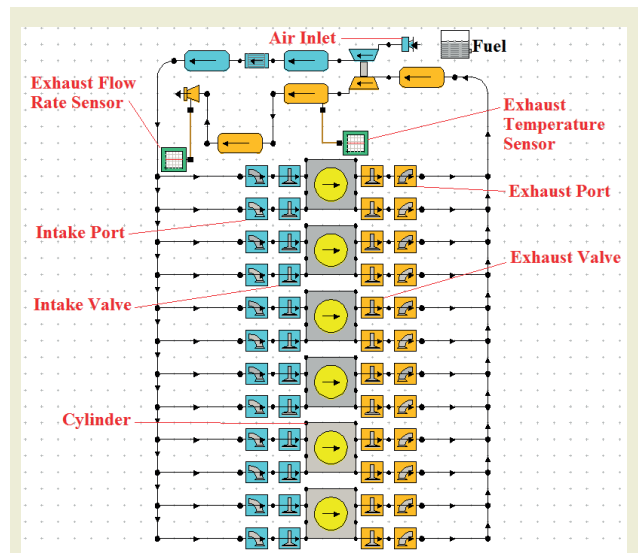 Air Inlet
Fuel
Exhaust Flow
Rate Sensor
Exhaust
Temperature
Sensor
Exhaust Port
Intake Port
Exhaust Valve
Intake Valve
Cylinder